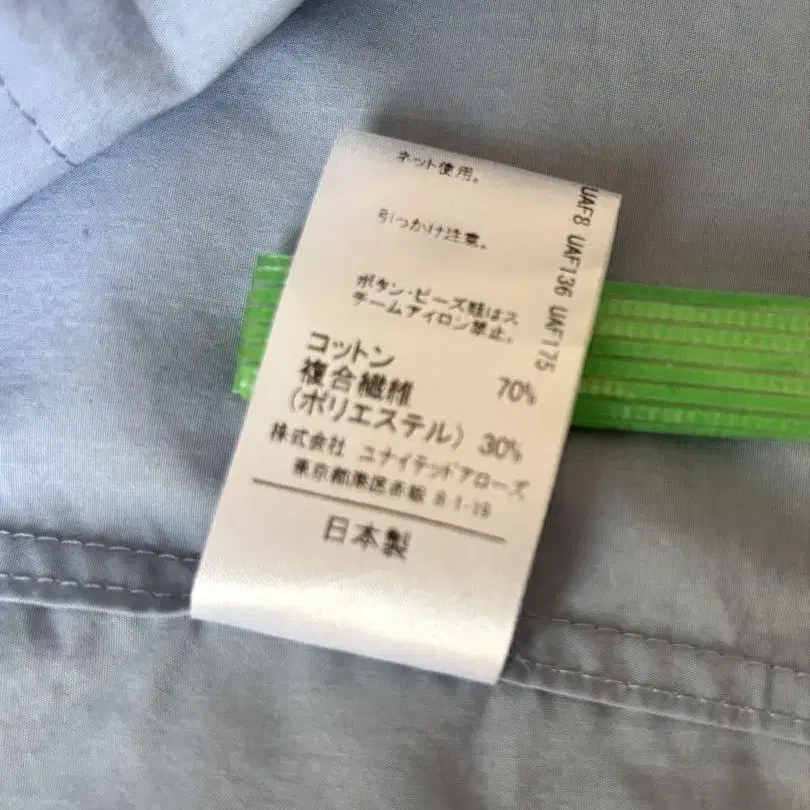 ネット使用。
引っかけ注意。
ボタン・ビーズ類はス
チームアイロン禁止。
コットン 70%
複合繊維
(ポリエステル) 30%
株式会社 ユナイテッドアローズ
東京都港区赤坂 8-1-19
日本製
UAF8 UAF136 UAF175